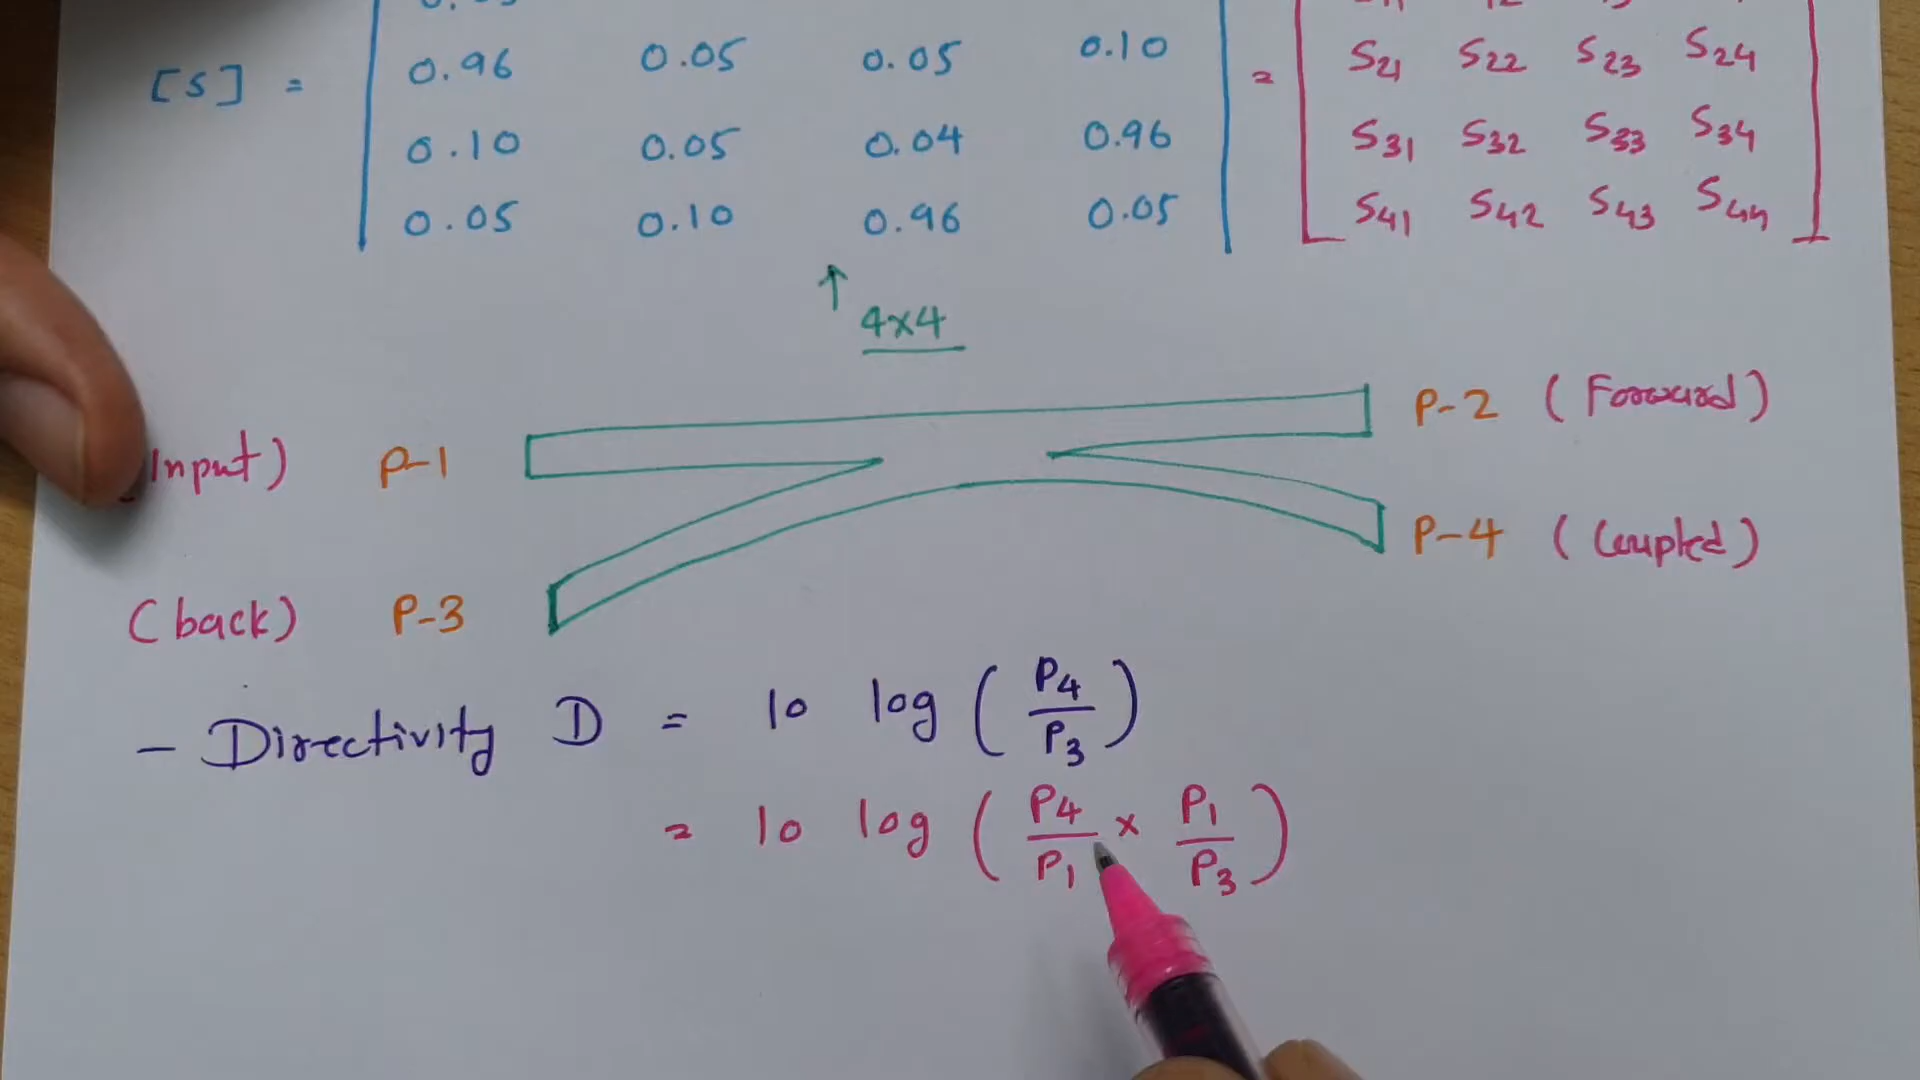 [S] = 0.96 0.05 0.05 0.10 = S21 S22 S23 S24
0.10 0.05 0.04 0.96 S31 S32 S33 S34
0.05 0.10 0.96 0.05 S41 S42 S43 S44
↑ 4x4
Input) P-1 P-2 (Forward)
(back) P-3 P-4 (Coupled)
- Directivity D = 10 log (P4/P3)
= 10 log (P4/P1 x P1/P3)